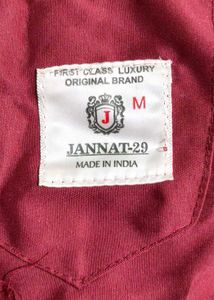 FIRST CLASS LUXURY
ORIGINAL BRAND
J
M
JANNAT-29
MADE IN INDIA